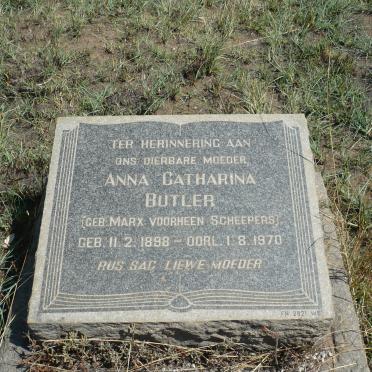 TER HERINNERING AAN
ONS DIERBARE MOEDER
ANNA CATHARINA
BUTLER
(GEB. MARX VOORHEEN SCHEEPERS)
GEB. 11. 2. 1898 — OORL. 1. 8. 1970
RUS SAG LIEWE MOEDER